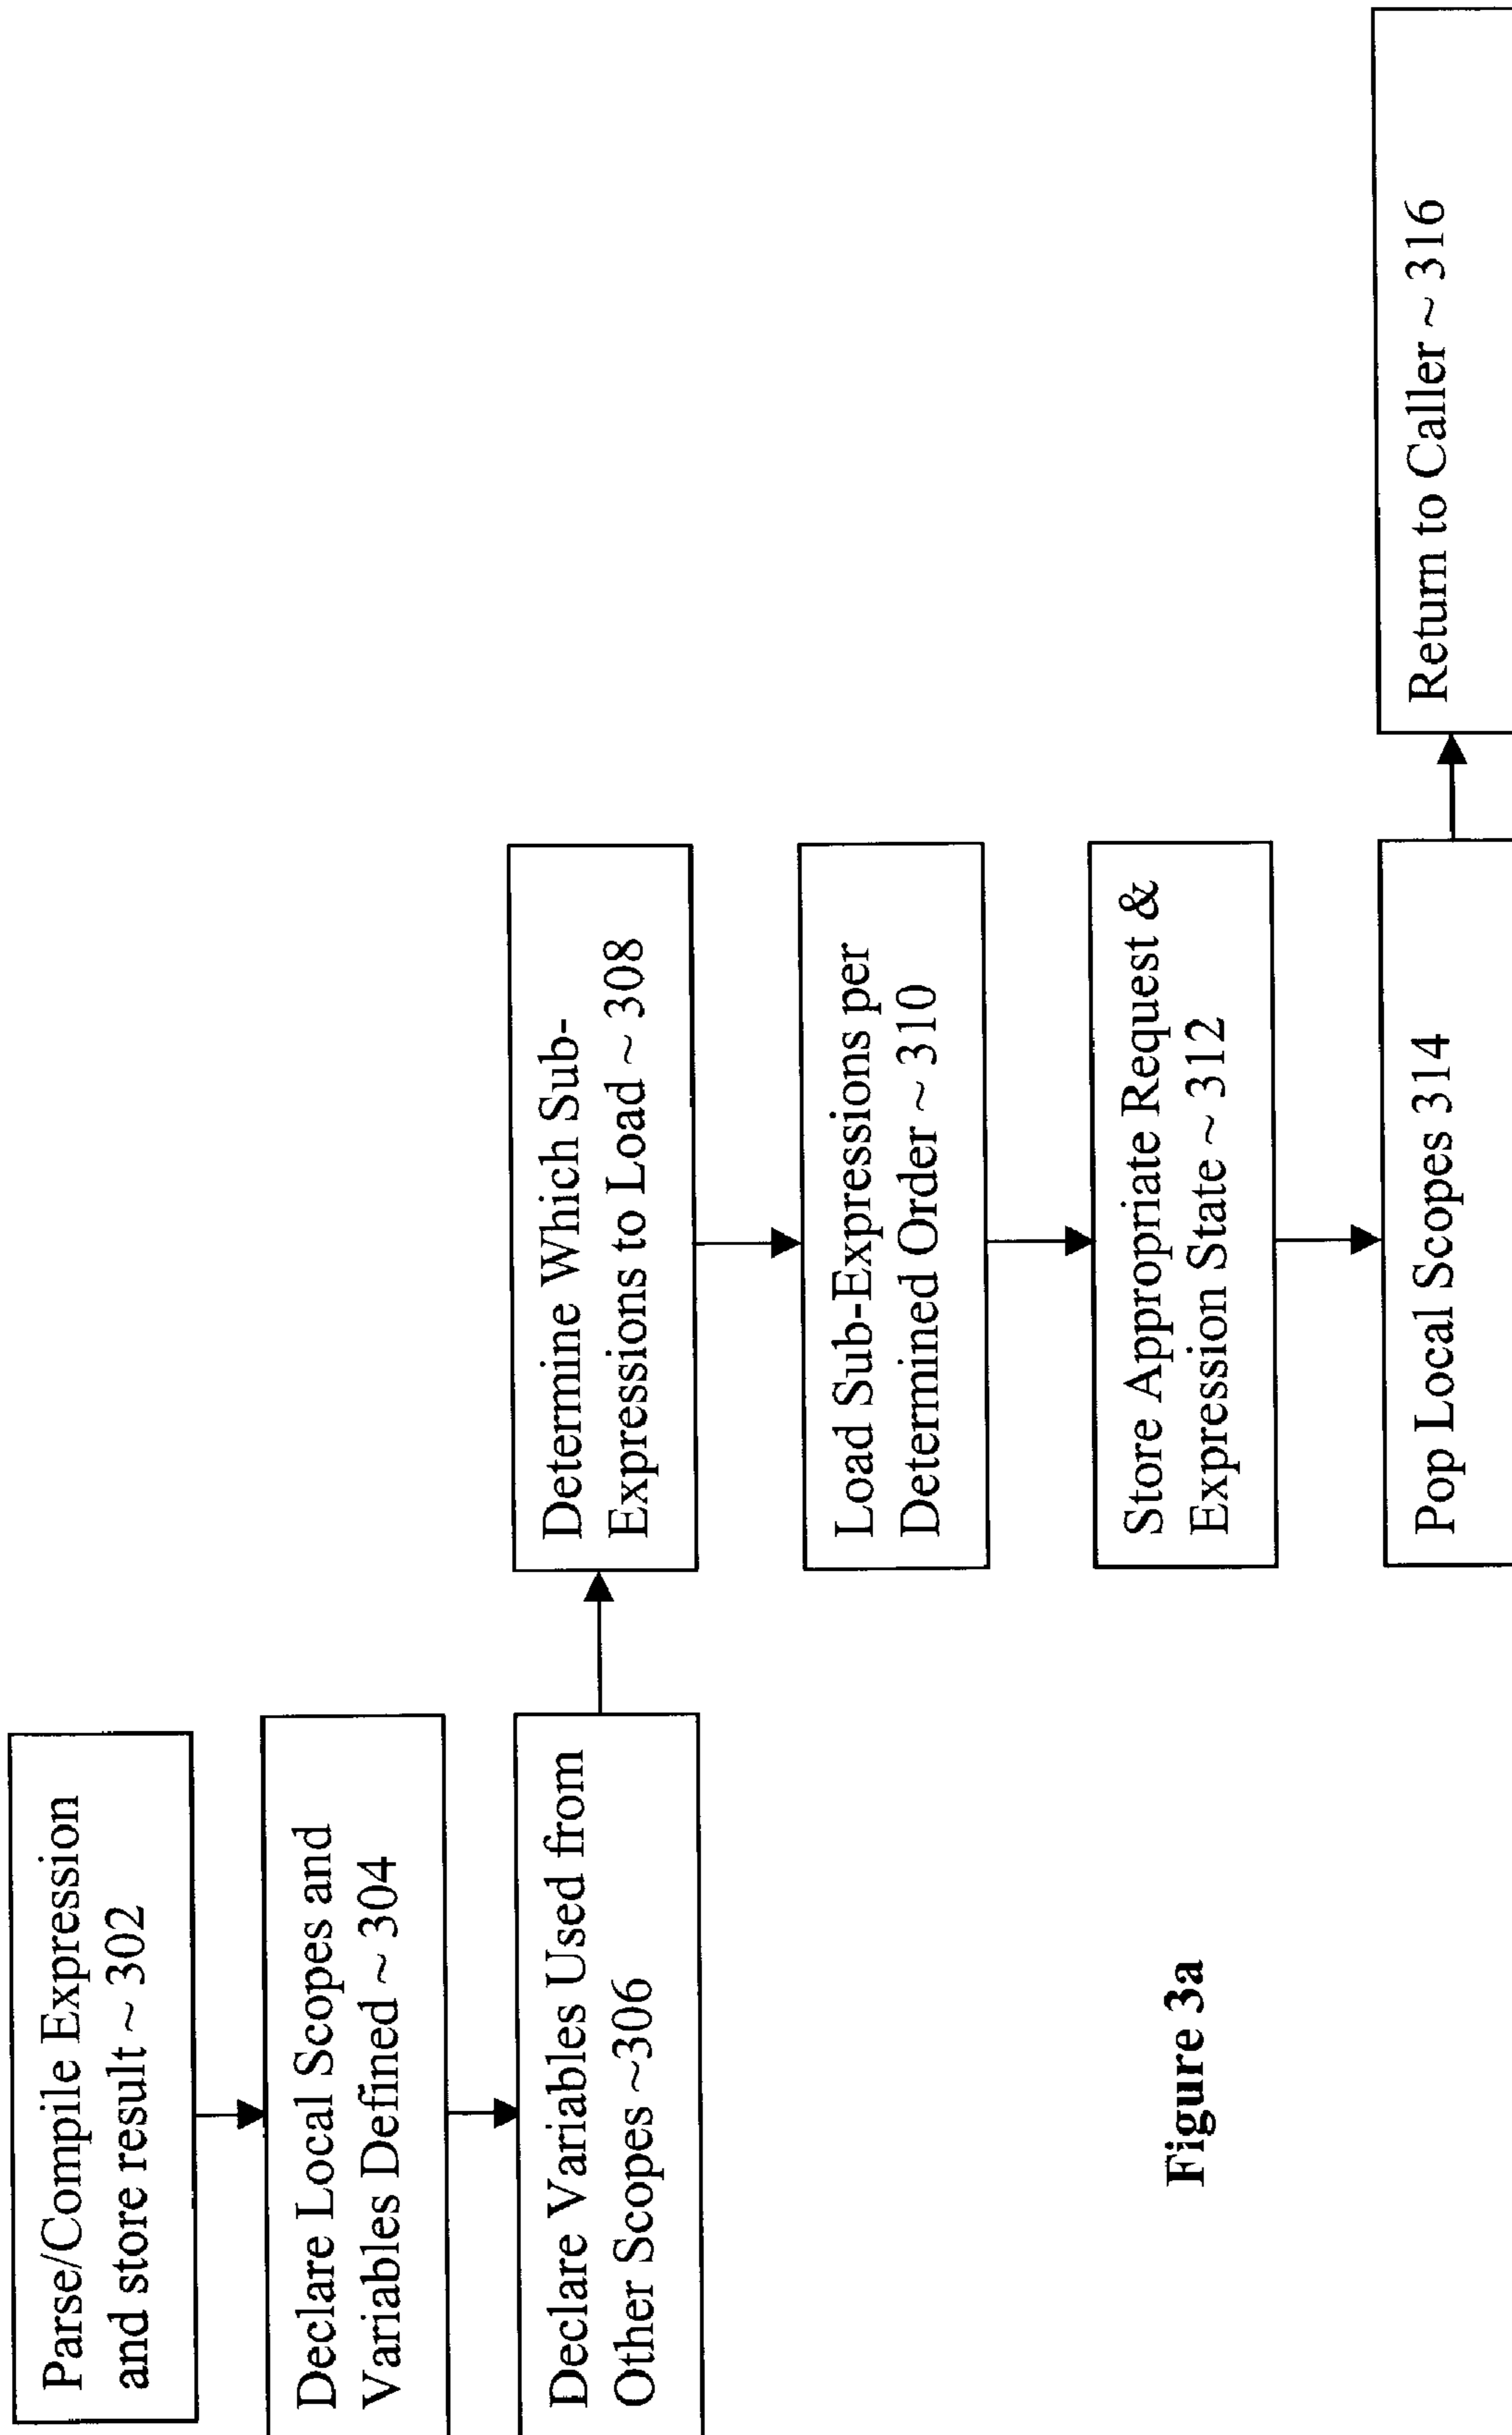 Parse/Compile Expression
and store result ~ 302
Declare Local Scopes and
Variables Defined ~ 304
Declare Variables Used from
Other Scopes ~306
Determine Which Sub-
Expressions to Load ~ 308
Load Sub-Expressions per
Determined Order ~ 310
Store Appropriate Request &
Expression State ~ 312
Pop Local Scopes 314
Return to Caller ~ 316
Figure 3a